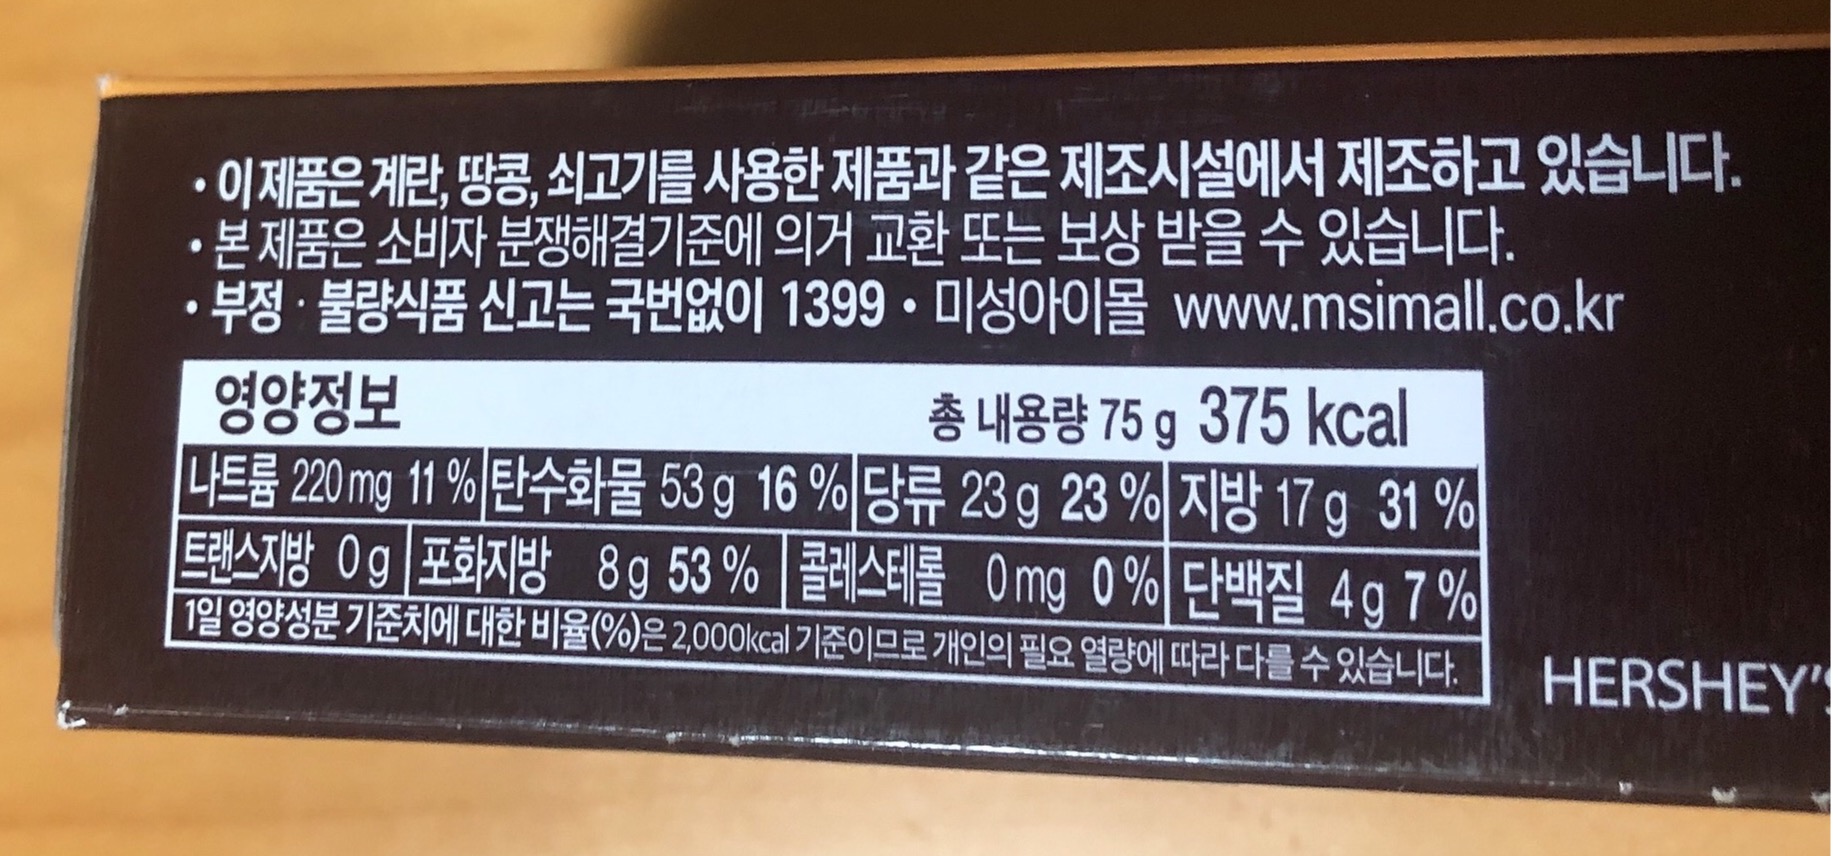 • 이 제품은 계란, 땅콩, 쇠고기를 사용한 제품과 같은 제조시설에서 제조하고 있습니다.
• 본 제품은 소비자 분쟁해결기준에 의거 교환 또는 보상 받을 수 있습니다.
• 부정 · 불량식품 신고는 국번없이 1399 • 미성아이몰 www.msimall.co.kr
영양정보 총 내용량 75 g 375 kcal
나트륨 220 mg 11 % 탄수화물 53 g 16 % 당류 23 g 23 % 지방 17 g 31 %
트랜스지방 0 g 포화지방 8 g 53 % 콜레스테롤 0 mg 0 % 단백질 4 g 7 %
1일 영양성분 기준치에 대한 비율(%)은 2,000kcal 기준이므로 개인의 필요 열량에 따라 다를 수 있습니다.
HERSHEY'S